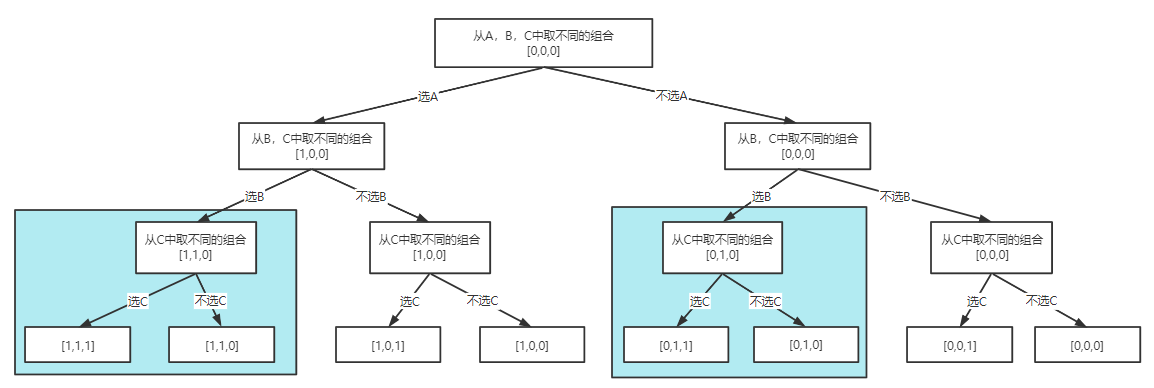 从A，B，C中取不同的组合
[0,0,0]
选A
不选A
从B，C中取不同的组合
[1,0,0]
从B，C中取不同的组合
[0,0,0]
选B
不选B
选B
不选B
从C中取不同的组合
[1,1,0]
从C中取不同的组合
[1,0,0]
从C中取不同的组合
[0,1,0]
从C中取不同的组合
[0,0,0]
选C
不选C
选C
不选C
选C
不选C
选C
不选C
[1,1,1]
[1,1,0]
[1,0,1]
[1,0,0]
[0,1,1]
[0,1,0]
[0,0,1]
[0,0,0]